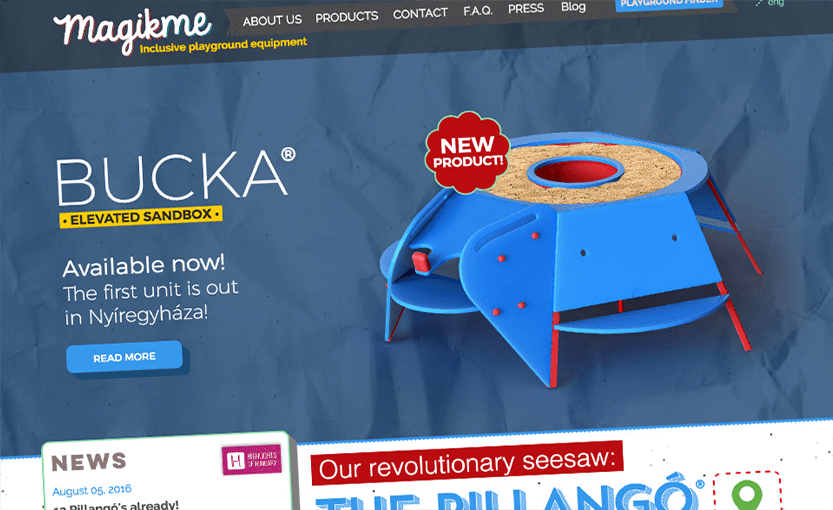 Magikme
Inclusive playground equipment
ABOUT US PRODUCTS CONTACT F.A.Q. PRESS Blog PLAYGROUND FINDER eng
NEW
PRODUCT!
BUCKA®
• ELEVATED SANDBOX •
Available now!
The first unit is out
in Nyíregyháza!
READ MORE
NEWS
H HIGHLIGHTS
OF HUNGARY
August 05, 2016
12 Pillangó's already!
Our revolutionary seesaw:
THE PILLANGÓ®